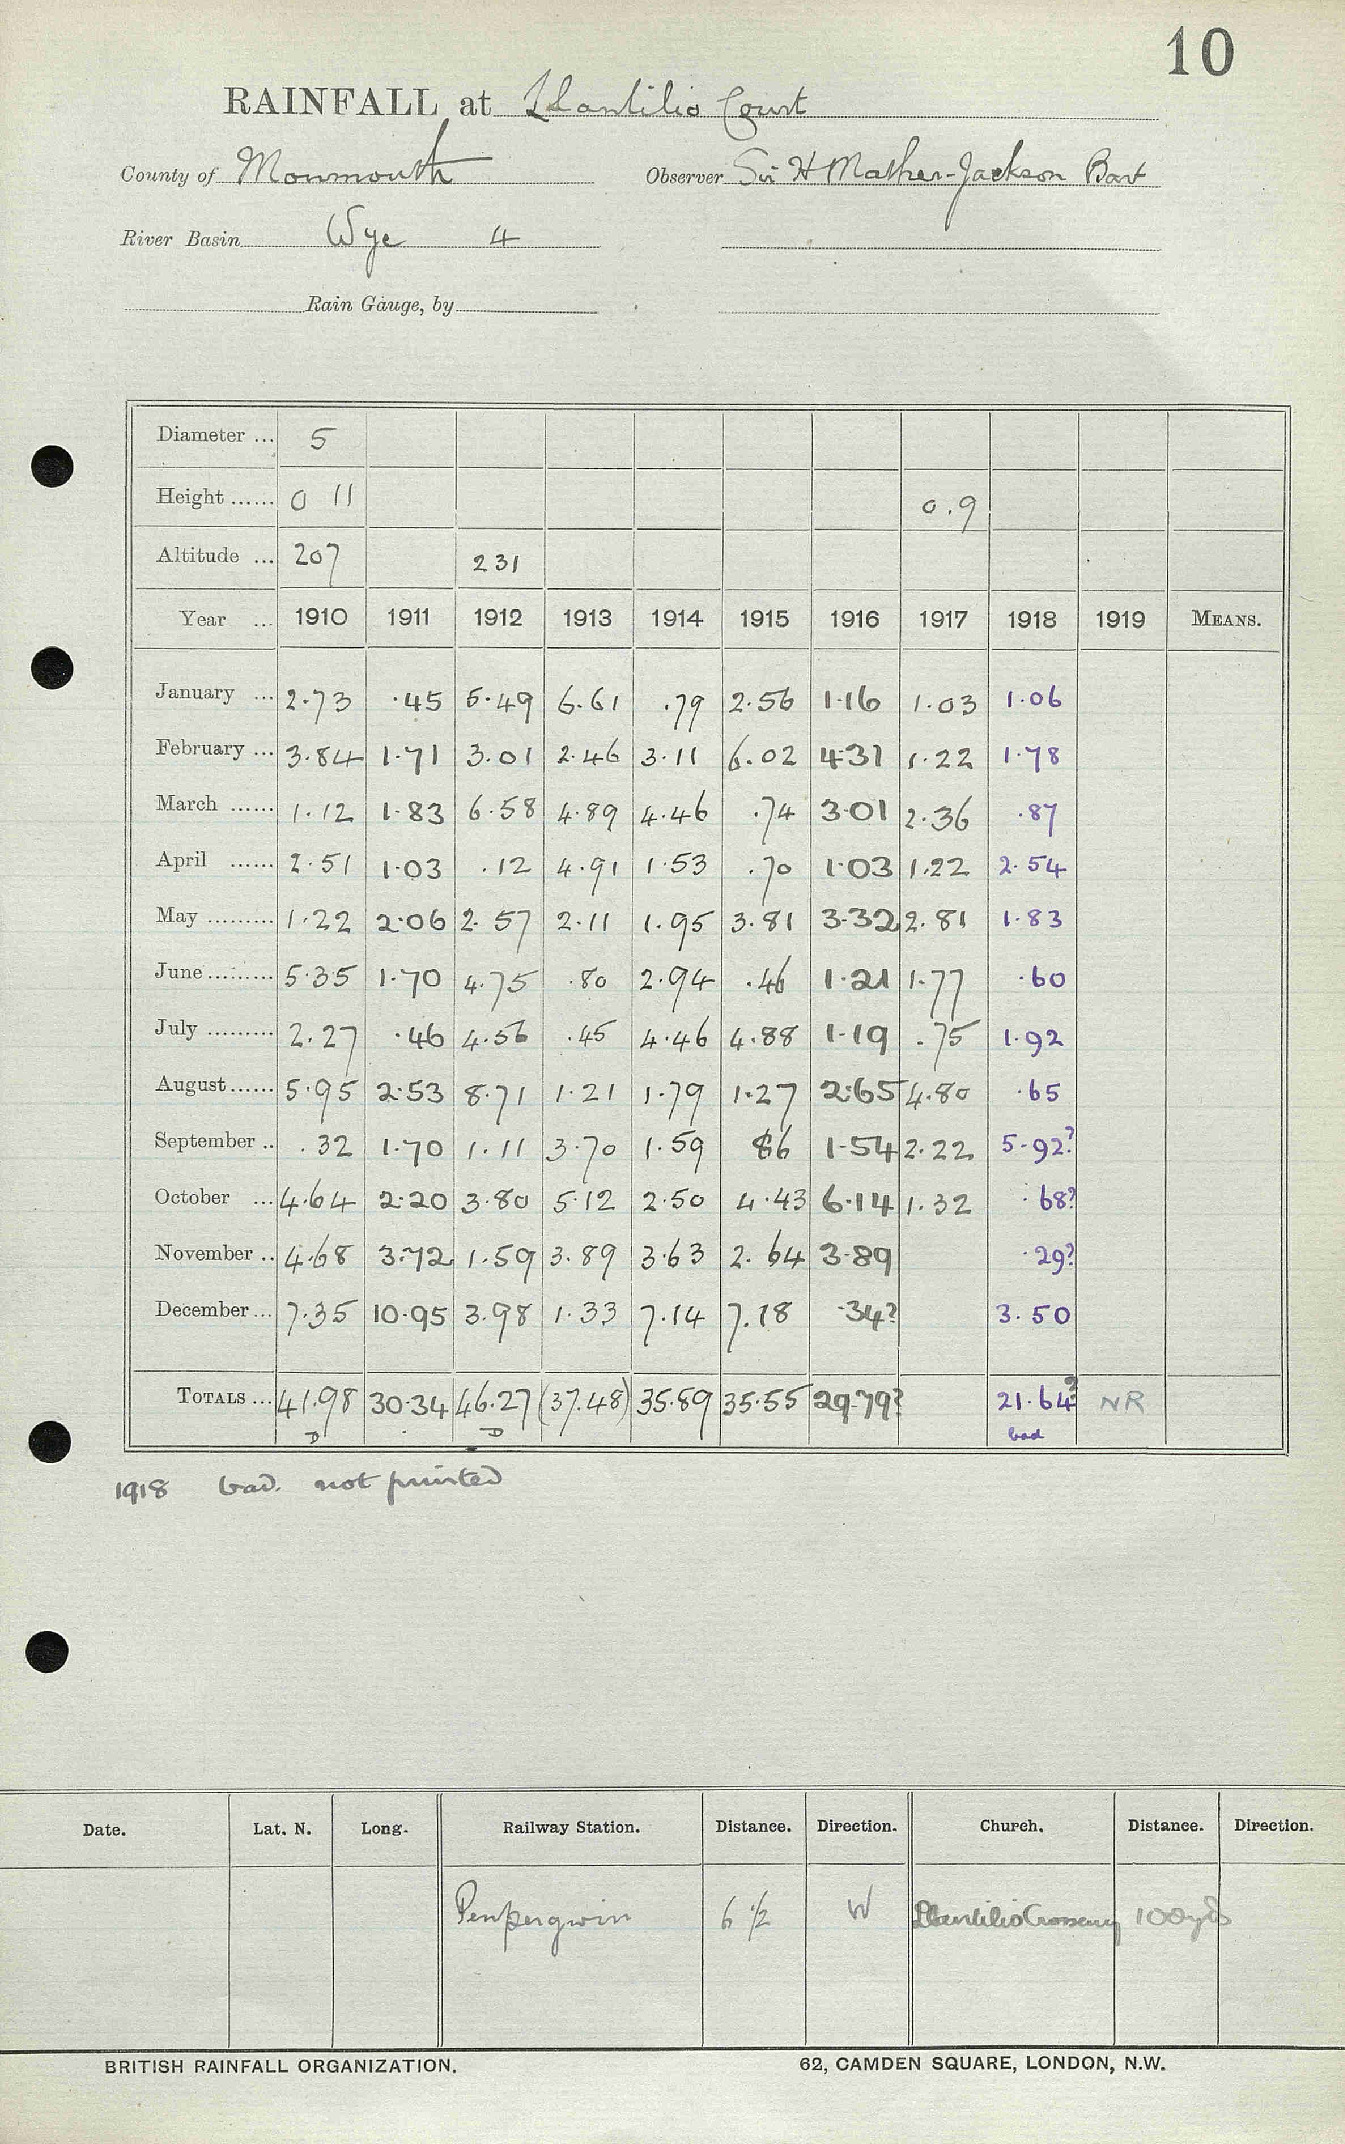 10
RAINFALL at Llantilio Court
County of Monmouth Observer Sir H Mather-Jackson Bart
River Basin Wye 4
Rain Gauge, by
Diameter ... 5
Height ...... 0 11 0.9
Altitude ... 207 231
Year ... 1910 1911 1912 1913 1914 1915 1916 1917 1918 1919 MEANS.
January ... 2.73 .45 5.49 6.61 .79 2.56 1.16 1.03 1.06
February ... 3.84 1.71 3.01 2.46 3.11 6.02 4.31 1.22 1.78
March ...... 1.12 1.83 6.58 4.89 4.46 .74 3.01 2.36 .87
April ...... 2.51 1.03 .12 4.91 1.53 .70 1.03 1.22 2.54
May ......... 1.22 2.06 2.57 2.11 1.95 3.81 3.32 2.81 1.83
June ......... 5.35 1.70 4.75 .80 2.94 .46 1.21 1.77 .60
July ......... 2.27 .46 4.56 .45 4.46 4.88 1.19 .75 1.92
August ...... 5.95 2.53 8.71 1.21 1.79 1.27 2.65 4.80 .65
September .. .32 1.70 1.11 3.70 1.59 86 1.54 2.22 5.92?
October ... 4.64 2.20 3.80 5.12 2.50 4.43 6.14 1.32 .68?
November .. 4.68 3.72 1.59 3.89 3.63 2.64 3.89 .29?
December ... 7.35 10.95 3.98 1.33 7.14 7.18 .34? 3.50
TOTALS ... 41.98 30.34 46.27 (37.48) 35.89 35.55 29.79? 21.64? NR
D D bad
1918 bad. not printed
Date. Lat. N. Long. Railway Station. Distance. Direction. Church. Distance. Direction.
Penpergwin 6 1/2 W Llantilio Crossenny 100yds
BRITISH RAINFALL ORGANIZATION. 62, CAMDEN SQUARE, LONDON, N.W.